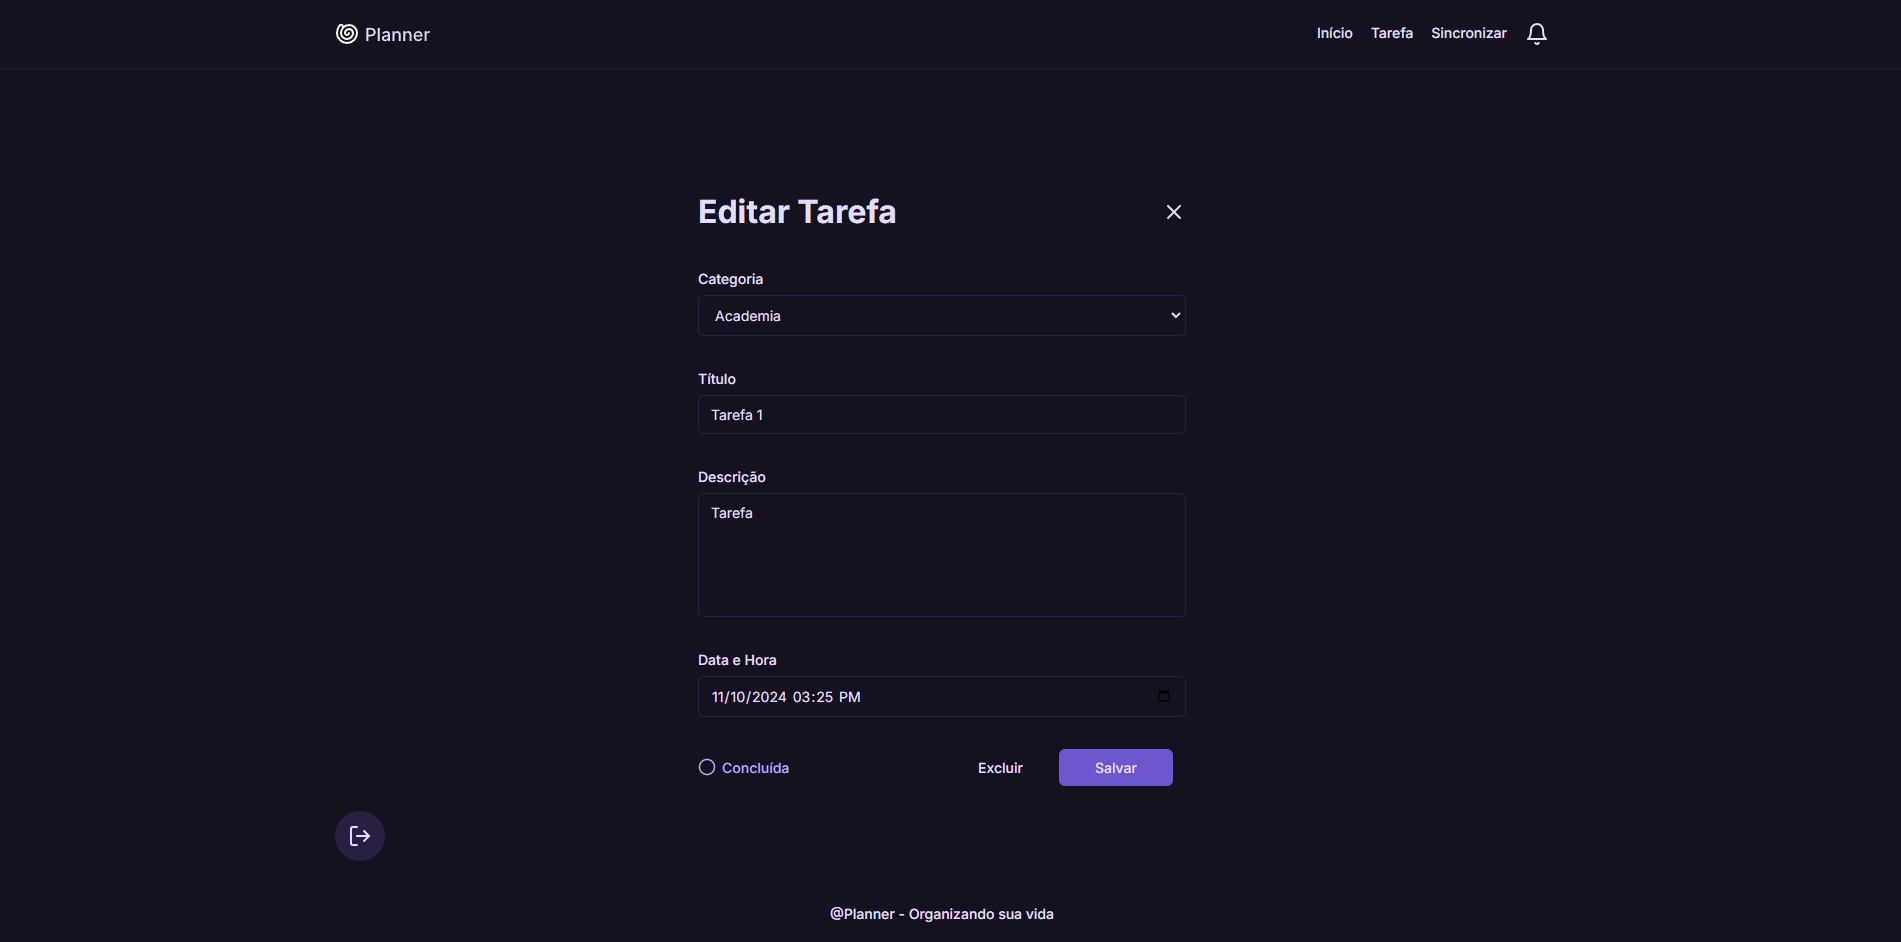 Planner
Início Tarefa Sincronizar
Editar Tarefa
Categoria
Academia
Título
Tarefa 1
Descrição
Tarefa
Data e Hora
11/10/2024 03:25 PM
Concluída Excluir Salvar
@Planner - Organizando sua vida